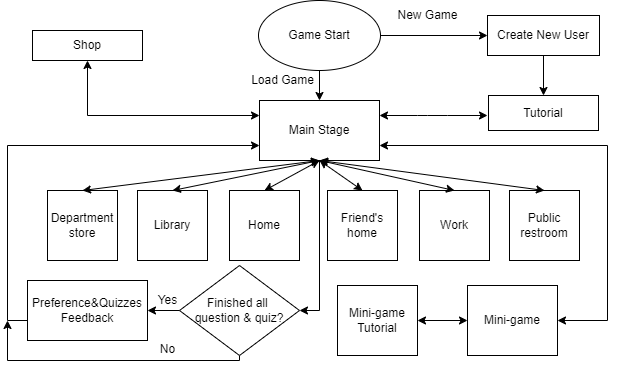 New Game
Shop
Game Start
Create New User
Load Game
Tutorial
Main Stage
Department
store
Library
Home
Friend's
home
Work
Public
restroom
Preference&Quizzes
Feedback
Yes
Finished all
question & quiz?
Mini-game
Tutorial
Mini-game
No